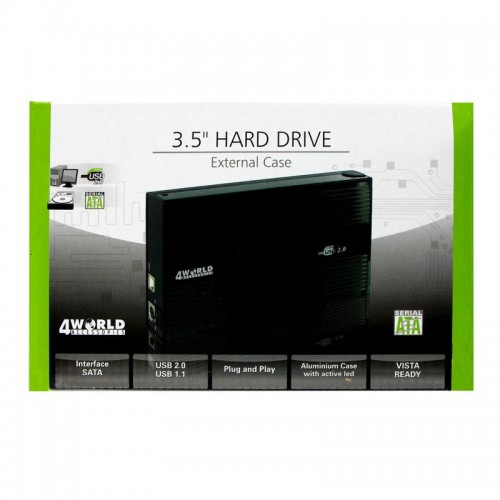 3.5" HARD DRIVE
External Case
USB
SERIAL
ATA
4WORLD
ACCESSORIES
USB 2.0
4WORLD
ACCESSORIES
SERIAL
ATA
Interface
SATA
USB 2.0
USB 1.1
Plug and Play
Aluminium Case
with active led
VISTA
READY